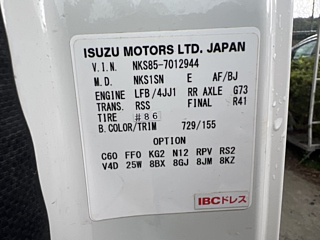 ISUZU MOTORS LTD. JAPAN
V.I.N. NKS85-7012944
M.D. NKS1SN E AF/BJ
ENGINE LFB/4JJ1 RR AXLE G73
TRANS. RSS FINAL R41
TIRE #86
B.COLOR/TRIM 729/155
OPTION
C60 FF0 KG2 N12 RPV RS2
V4D 25W 8BX 8GJ 8JM 8KZ
IBCドレス